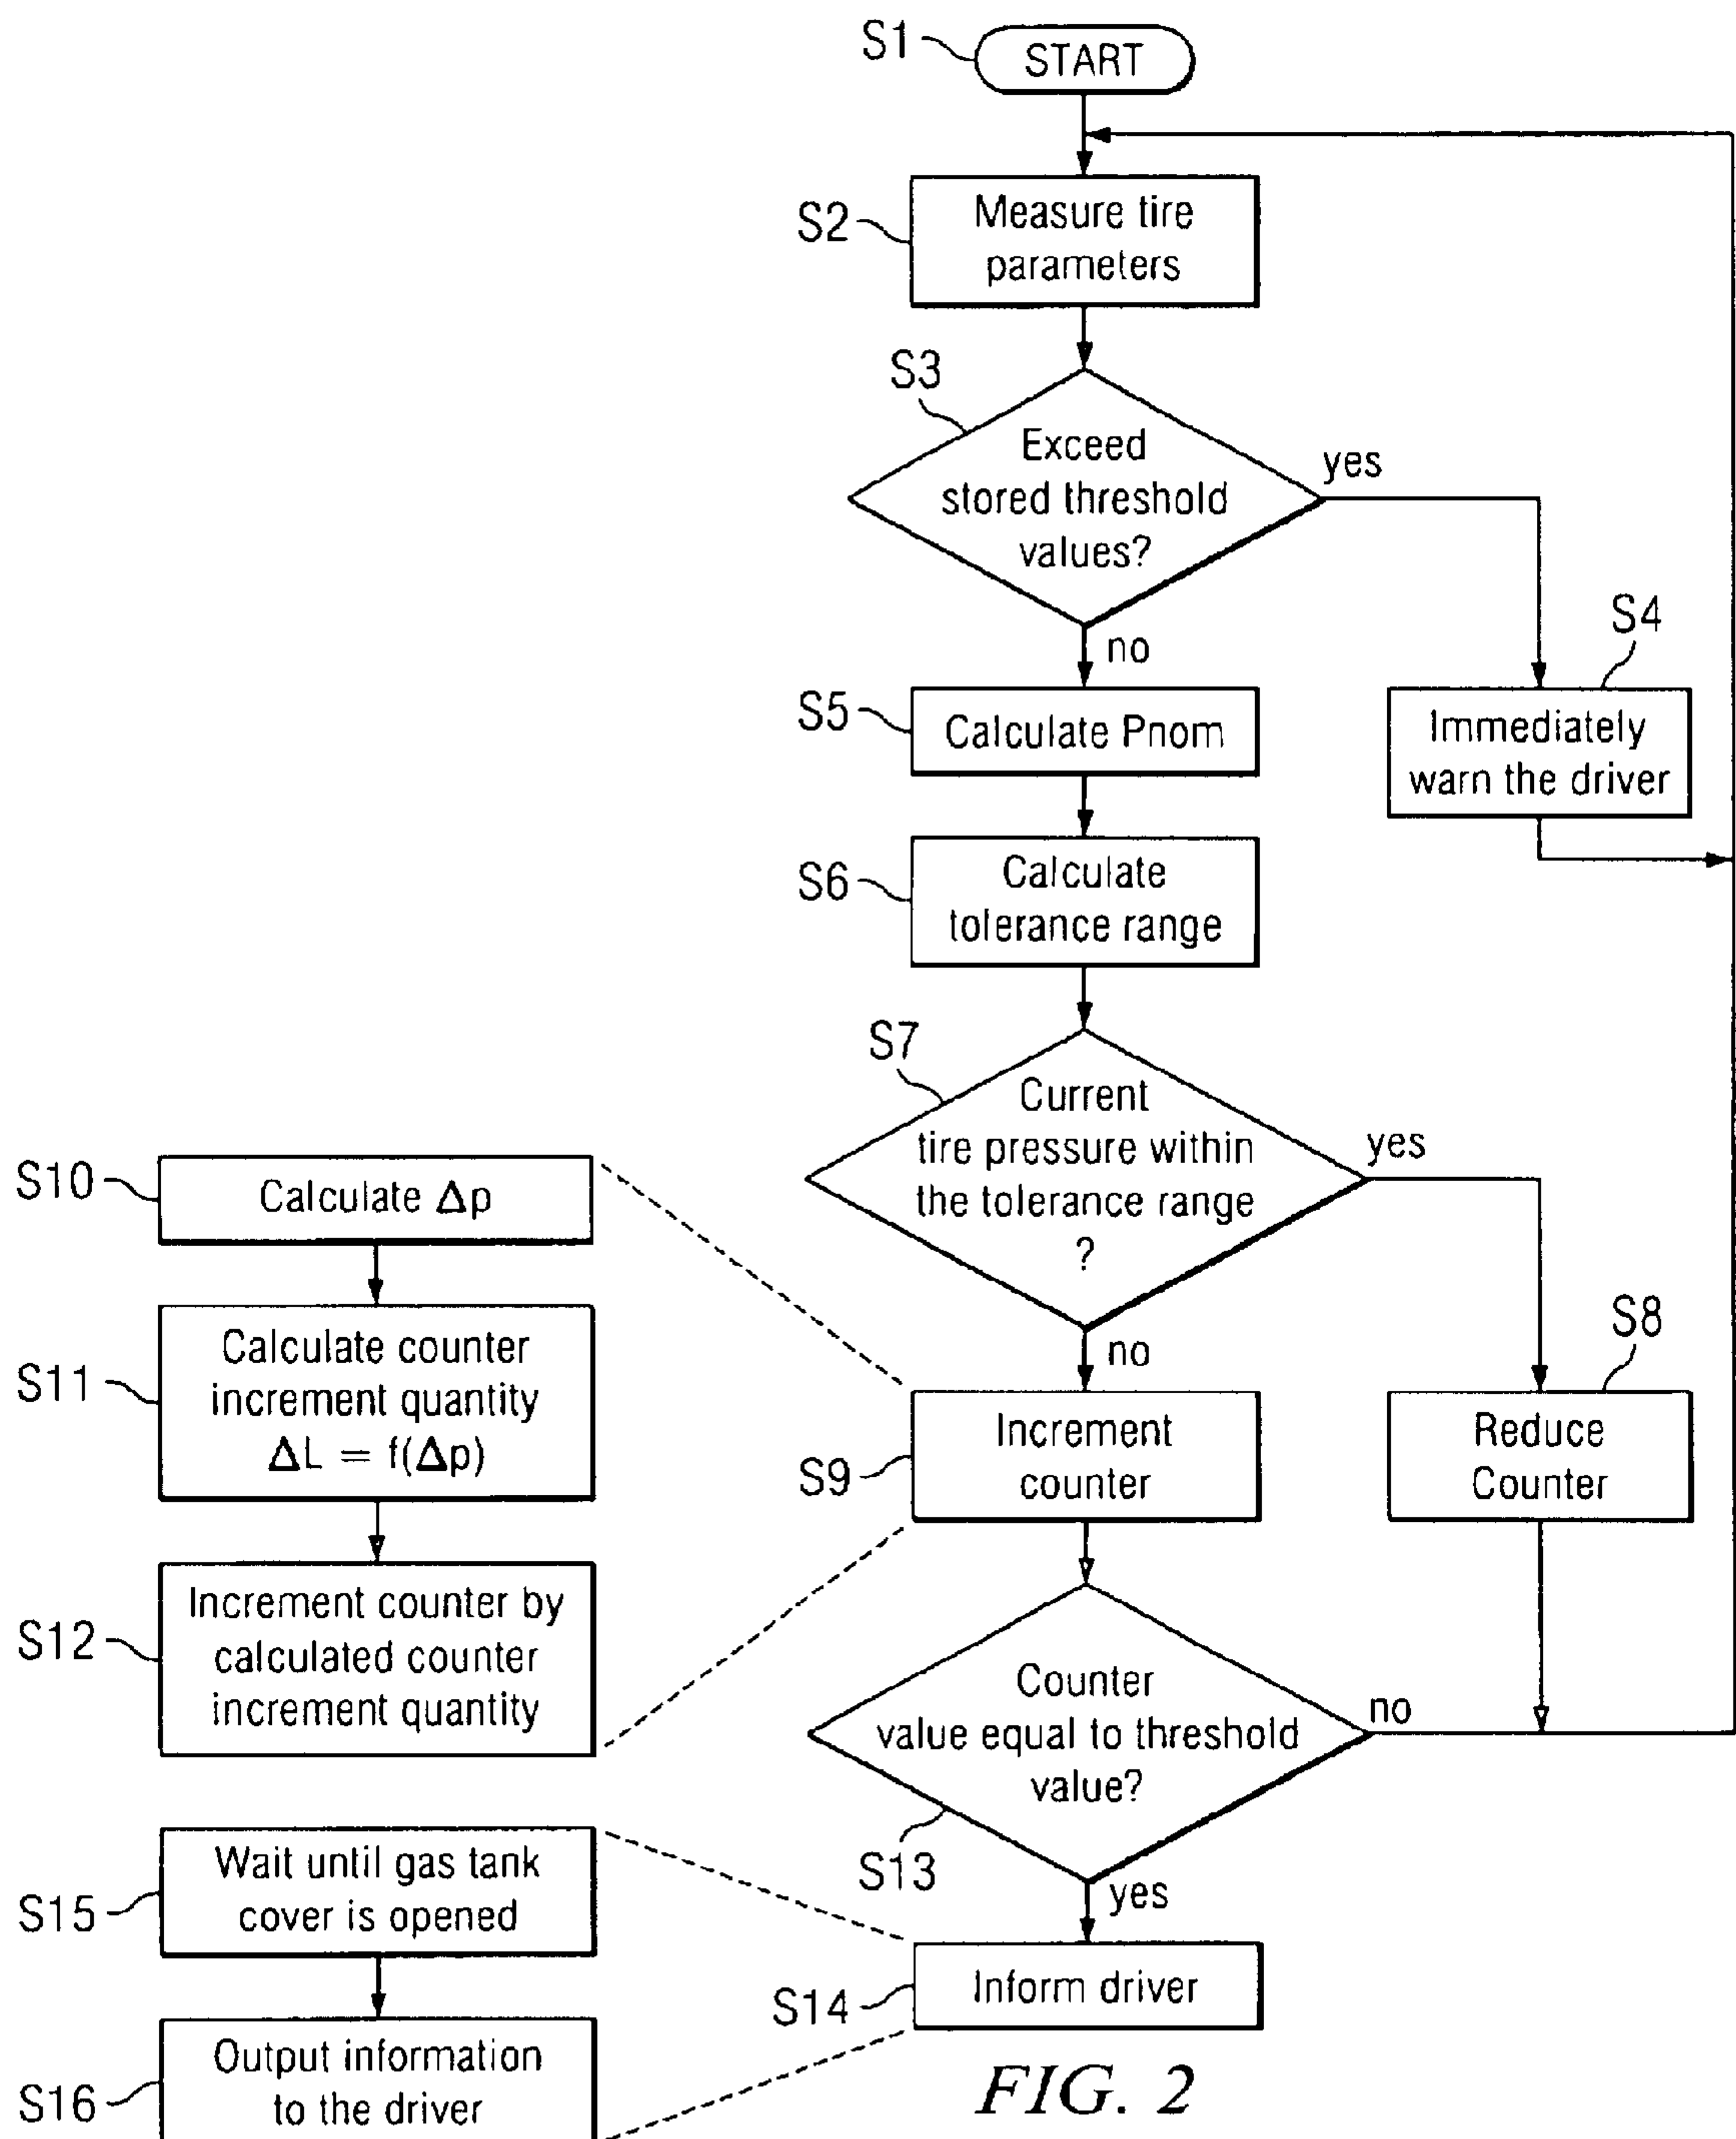 S1
START
S2
Measure tire
parameters
S3
Exceed
stored threshold
values?
yes
no
S4
Immediately
warn the driver
S5
Calculate Pnom
S6
Calculate
tolerance range
S7
Current
tire pressure within
the tolerance range
?
yes
no
S8
Reduce
Counter
S9
Increment
counter
S10
Calculate Δp
S11
Calculate counter
increment quantity
ΔL = f(Δp)
S12
Increment counter by
calculated counter
increment quantity
S13
Counter
value equal to threshold
value?
no
yes
S14
Inform driver
S15
Wait until gas tank
cover is opened
S16
Output information
to the driver
FIG. 2